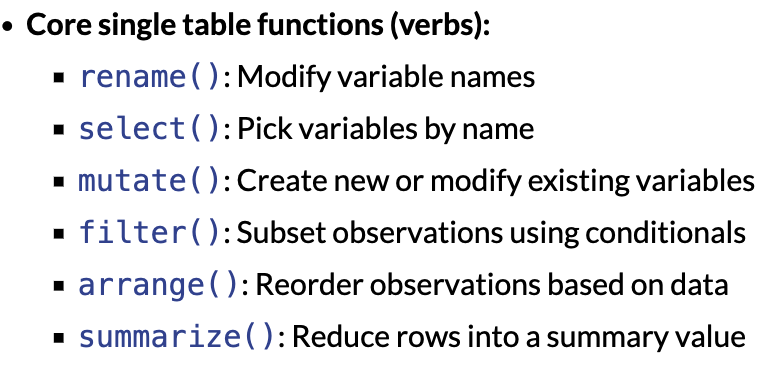 • Core single table functions (verbs):
▪ rename(): Modify variable names
▪ select(): Pick variables by name
▪ mutate(): Create new or modify existing variables
▪ filter(): Subset observations using conditionals
▪ arrange(): Reorder observations based on data
▪ summarize(): Reduce rows into a summary value